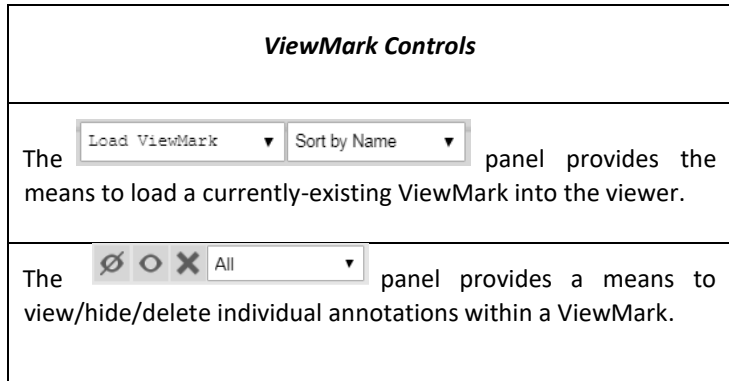 ViewMark Controls
The Load ViewMark ▼ Sort by Name ▼ panel provides the
means to load a currently-existing ViewMark into the viewer.
The All ▼ panel provides a means to
view/hide/delete individual annotations within a ViewMark.